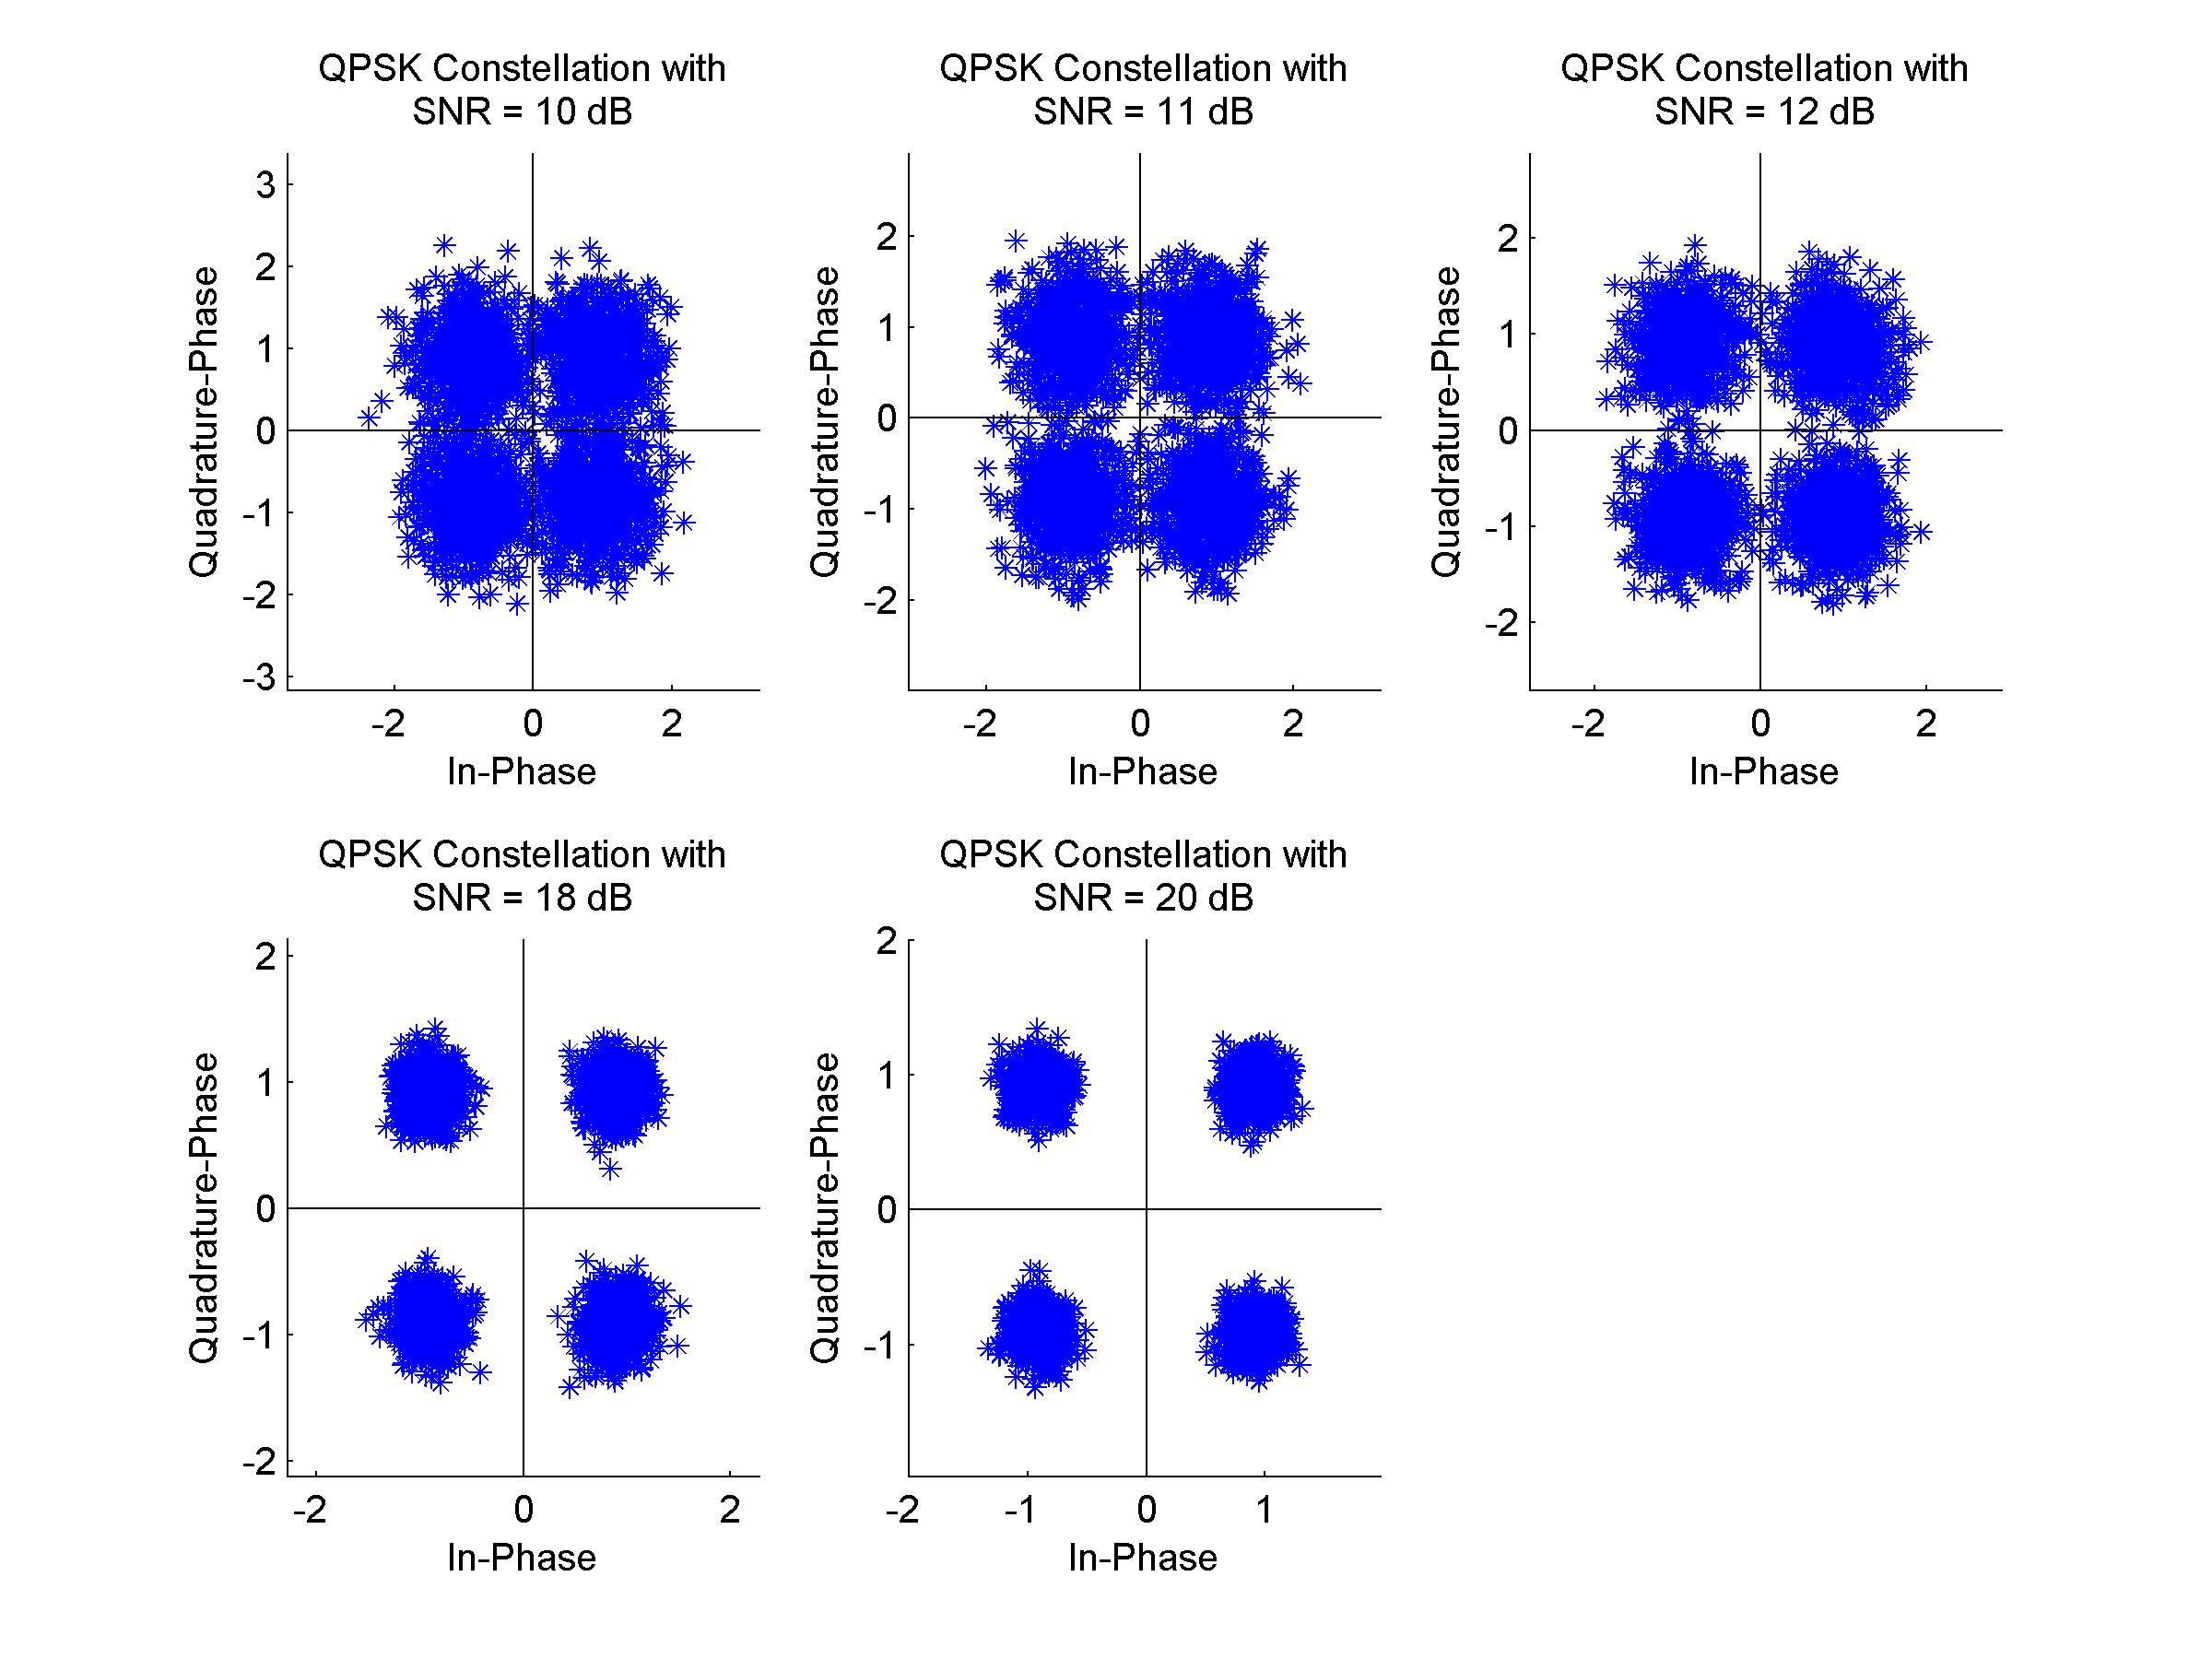 QPSK Constellation with
SNR = 10 dB
3
2
1
0
-1
-2
-3
Quadrature-Phase
-2 0 2
In-Phase
QPSK Constellation with
SNR = 11 dB
2
1
0
-1
-2
Quadrature-Phase
-2 0 2
In-Phase
QPSK Constellation with
SNR = 12 dB
2
1
0
-1
-2
Quadrature-Phase
-2 0 2
In-Phase
QPSK Constellation with
SNR = 18 dB
2
1
0
-1
-2
Quadrature-Phase
-2 0 2
In-Phase
QPSK Constellation with
SNR = 20 dB
2
1
0
-1
Quadrature-Phase
-2 -1 0 1
In-Phase